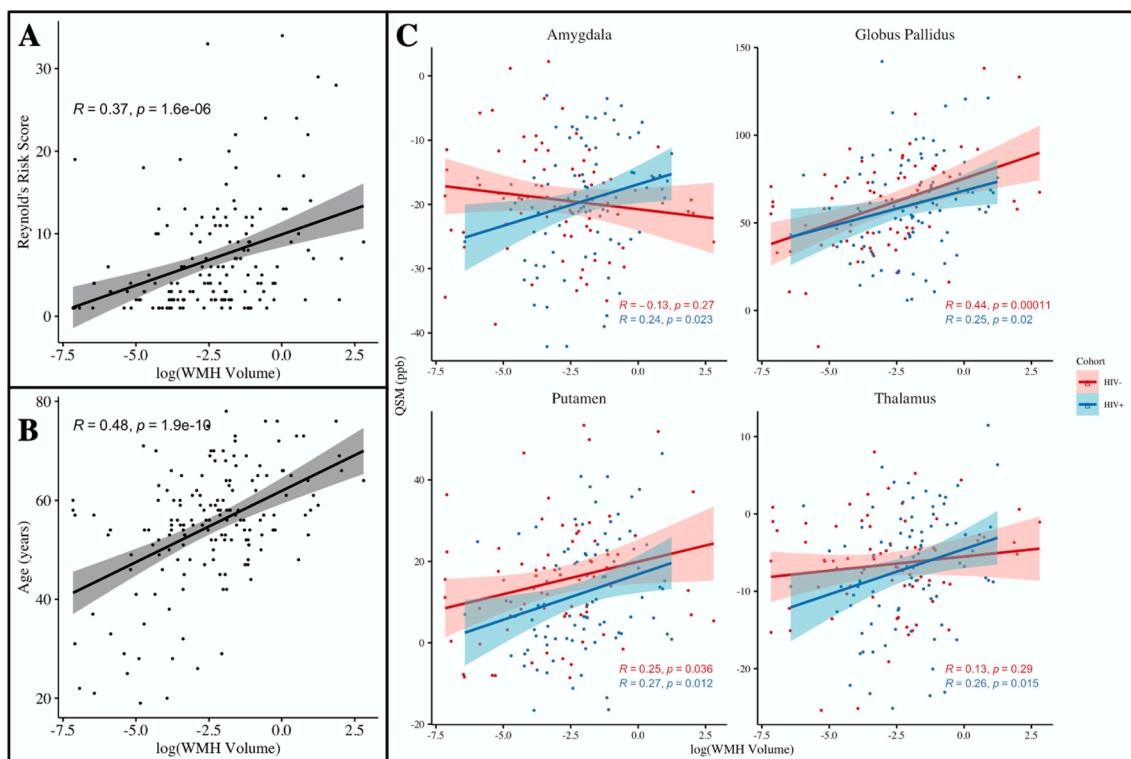 A
Reynold's Risk Score
30
20
10
0
R = 0.37, p = 1.6e-06
-7.5 -5.0 -2.5 0.0 2.5
log(WMH Volume)
B
Age (years)
80
60
40
20
R = 0.48, p = 1.9e-10
-7.5 -5.0 -2.5 0.0 2.5
log(WMH Volume)
C
QSM (ppb)
Amygdala
0
-10
-20
-30
-40
R = −0.13, p = 0.27
R = 0.24, p = 0.023
-7.5 -5.0 -2.5 0.0 2.5
Globus Pallidus
150
100
50
0
R = 0.44, p = 0.00011
R = 0.25, p = 0.02
-7.5 -5.0 -2.5 0.0 2.5
Cohort
HIV-
HIV+
Putamen
40
20
0
-20
R = 0.25, p = 0.036
R = 0.27, p = 0.012
-7.5 -5.0 -2.5 0.0 2.5
Thalamus
10
0
-10
-20
R = 0.13, p = 0.29
R = 0.26, p = 0.015
-7.5 -5.0 -2.5 0.0 2.5
log(WMH Volume)